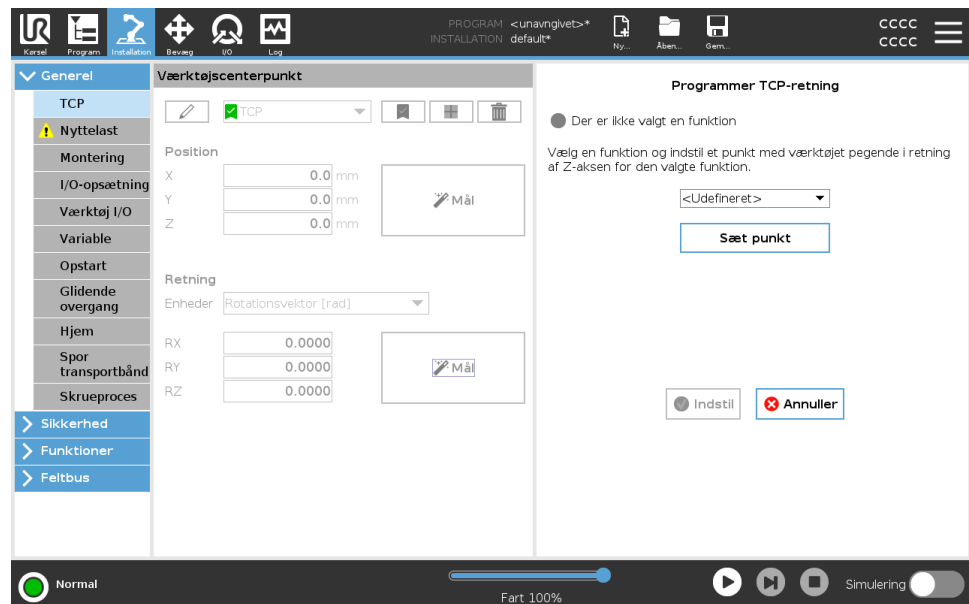 UR
PROGRAM <unavngivet>*
INSTALLATION default*
Kørsel
Program
Installation
Bevæg
I/O
Log
Ny...
Åben...
Gem...
CCCC
CCCC
Generel
TCP
Nyttelast
Montering
I/O-opsætning
Værktøj I/O
Variable
Opstart
Glidende
overgang
Hjem
Spor
transportbånd
Skrueproces
Sikkerhed
Funktioner
Feltbus
Værktøjscenterpunkt
TCP
Position
X 0.0 mm
Y 0.0 mm
Z 0.0 mm
Mål
Retning
Enheder Rotationsvektor [rad]
RX 0.0000
RY 0.0000
RZ 0.0000
Mål
Programmer TCP-retning
Der er ikke valgt en funktion
Vælg en funktion og indstil et punkt med værktøjet pegende i retning
af Z-aksen for den valgte funktion.
<Udefineret>
Sæt punkt
Indstil
Annuller
Normal
Fart 100%
Simulering